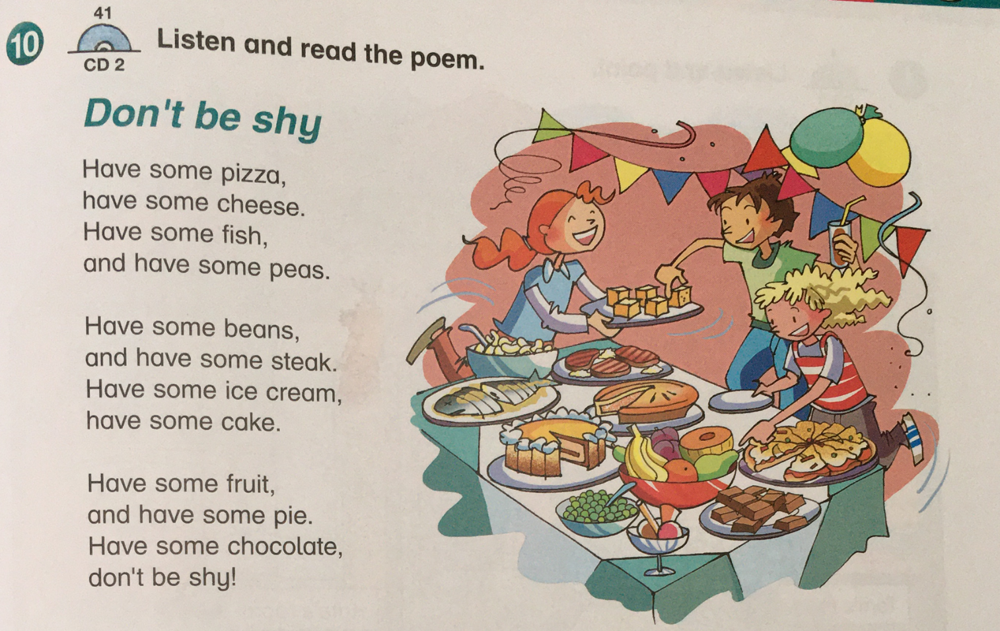 41
10
CD 2
Listen and read the poem.
Don't be shy
Have some pizza,
have some cheese.
Have some fish,
and have some peas.
Have some beans,
and have some steak.
Have some ice cream,
have some cake.
Have some fruit,
and have some pie.
Have some chocolate,
don't be shy!